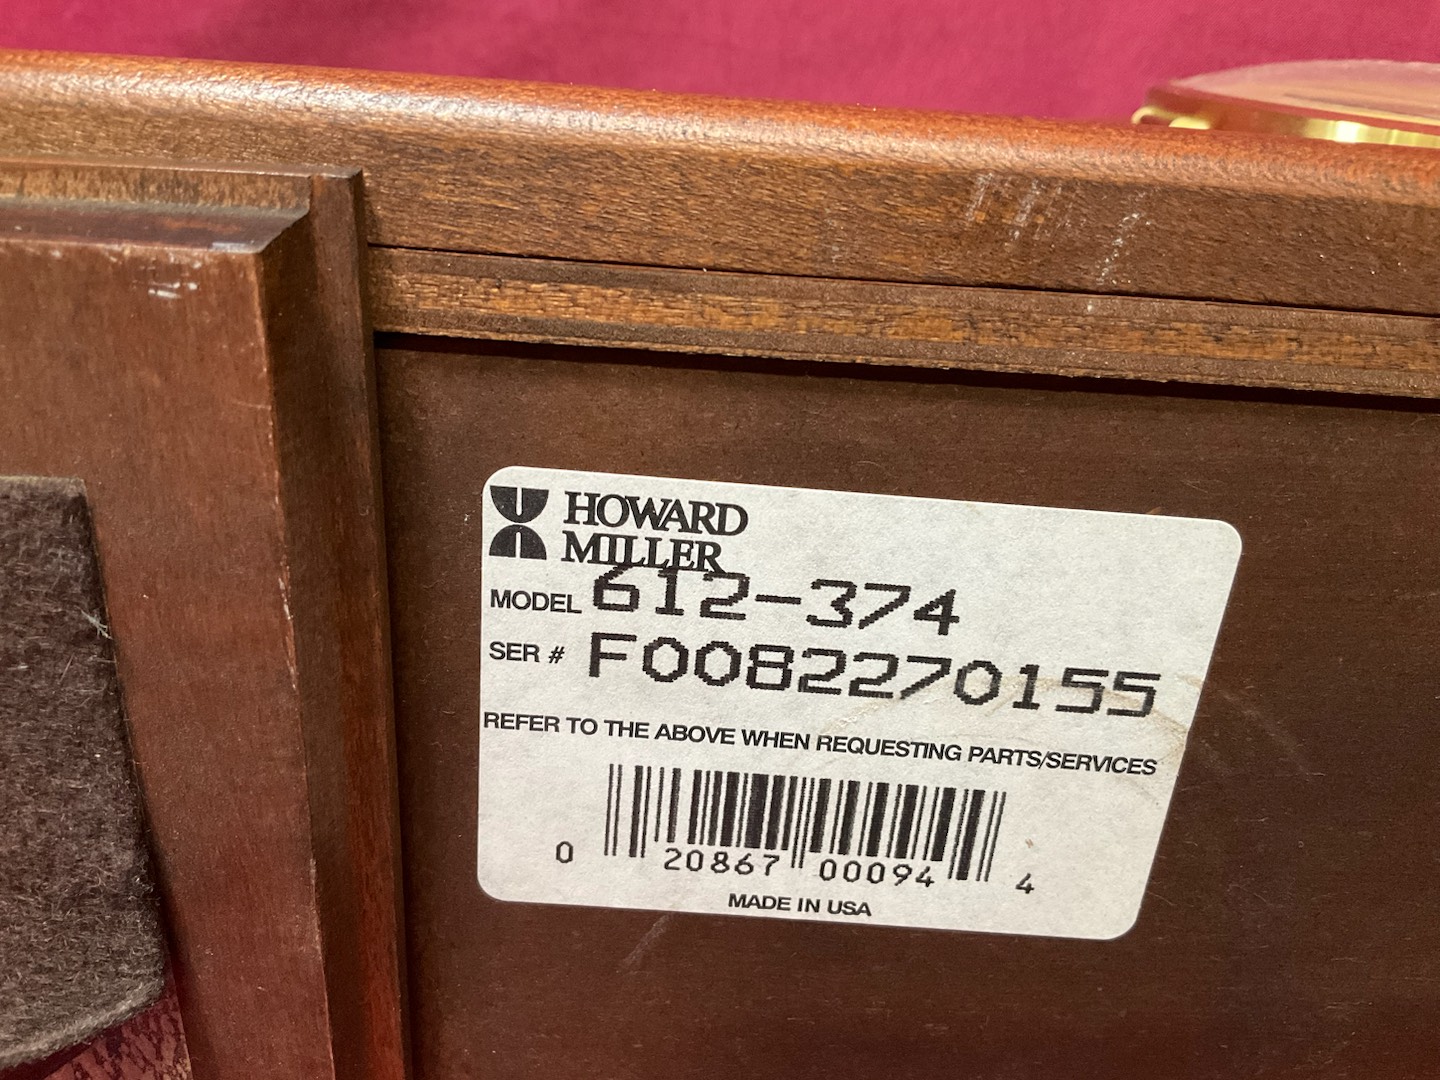 HOWARD
MILLER
MODEL 612-374
SER # F0082270155
REFER TO THE ABOVE WHEN REQUESTING PARTS/SERVICES
0 20867 00094 4
MADE IN USA